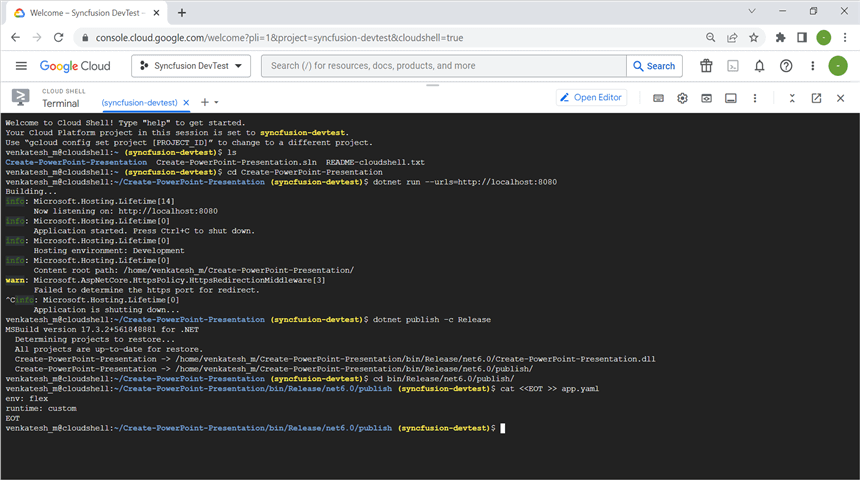 Welcome – Syncfusion DevTest –
console.cloud.google.com/welcome?pli=1&project=syncfusion-devtest&cloudshell=true
Google Cloud
Syncfusion DevTest
Search (/) for resources, docs, products, and more
Search
CLOUD SHELL
Terminal
(syncfusion-devtest)
Open Editor
Welcome to Cloud Shell! Type "help" to get started.
Your Cloud Platform project in this session is set to syncfusion-devtest.
Use “gcloud config set project [PROJECT_ID]” to change to a different project.
venkatesh_m@cloudshell:~ (syncfusion-devtest)$ ls
Create-PowerPoint-Presentation  Create-PowerPoint-Presentation.sln  README-cloudshell.txt
venkatesh_m@cloudshell:~ (syncfusion-devtest)$ cd Create-PowerPoint-Presentation
venkatesh_m@cloudshell:~/Create-PowerPoint-Presentation (syncfusion-devtest)$ dotnet run --urls=http://localhost:8080
Building...
info: Microsoft.Hosting.Lifetime[14]
Now listening on: http://localhost:8080
info: Microsoft.Hosting.Lifetime[0]
Application started. Press Ctrl+C to shut down.
info: Microsoft.Hosting.Lifetime[0]
Hosting environment: Development
info: Microsoft.Hosting.Lifetime[0]
Content root path: /home/venkatesh_m/Create-PowerPoint-Presentation/
warn: Microsoft.AspNetCore.HttpsPolicy.HttpsRedirectionMiddleware[3]
Failed to determine the https port for redirect.
^Cinfo: Microsoft.Hosting.Lifetime[0]
Application is shutting down...
venkatesh_m@cloudshell:~/Create-PowerPoint-Presentation (syncfusion-devtest)$ dotnet publish -c Release
MSBuild version 17.3.2+561848881 for .NET
Determining projects to restore...
All projects are up-to-date for restore.
Create-PowerPoint-Presentation -> /home/venkatesh_m/Create-PowerPoint-Presentation/bin/Release/net6.0/Create-PowerPoint-Presentation.dll
Create-PowerPoint-Presentation -> /home/venkatesh_m/Create-PowerPoint-Presentation/bin/Release/net6.0/publish/
venkatesh_m@cloudshell:~/Create-PowerPoint-Presentation (syncfusion-devtest)$ cd bin/Release/net6.0/publish/
venkatesh_m@cloudshell:~/Create-PowerPoint-Presentation/bin/Release/net6.0/publish (syncfusion-devtest)$ cat <<EOT >> app.yaml
env: flex
runtime: custom
EOT
venkatesh_m@cloudshell:~/Create-PowerPoint-Presentation/bin/Release/net6.0/publish (syncfusion-devtest)$